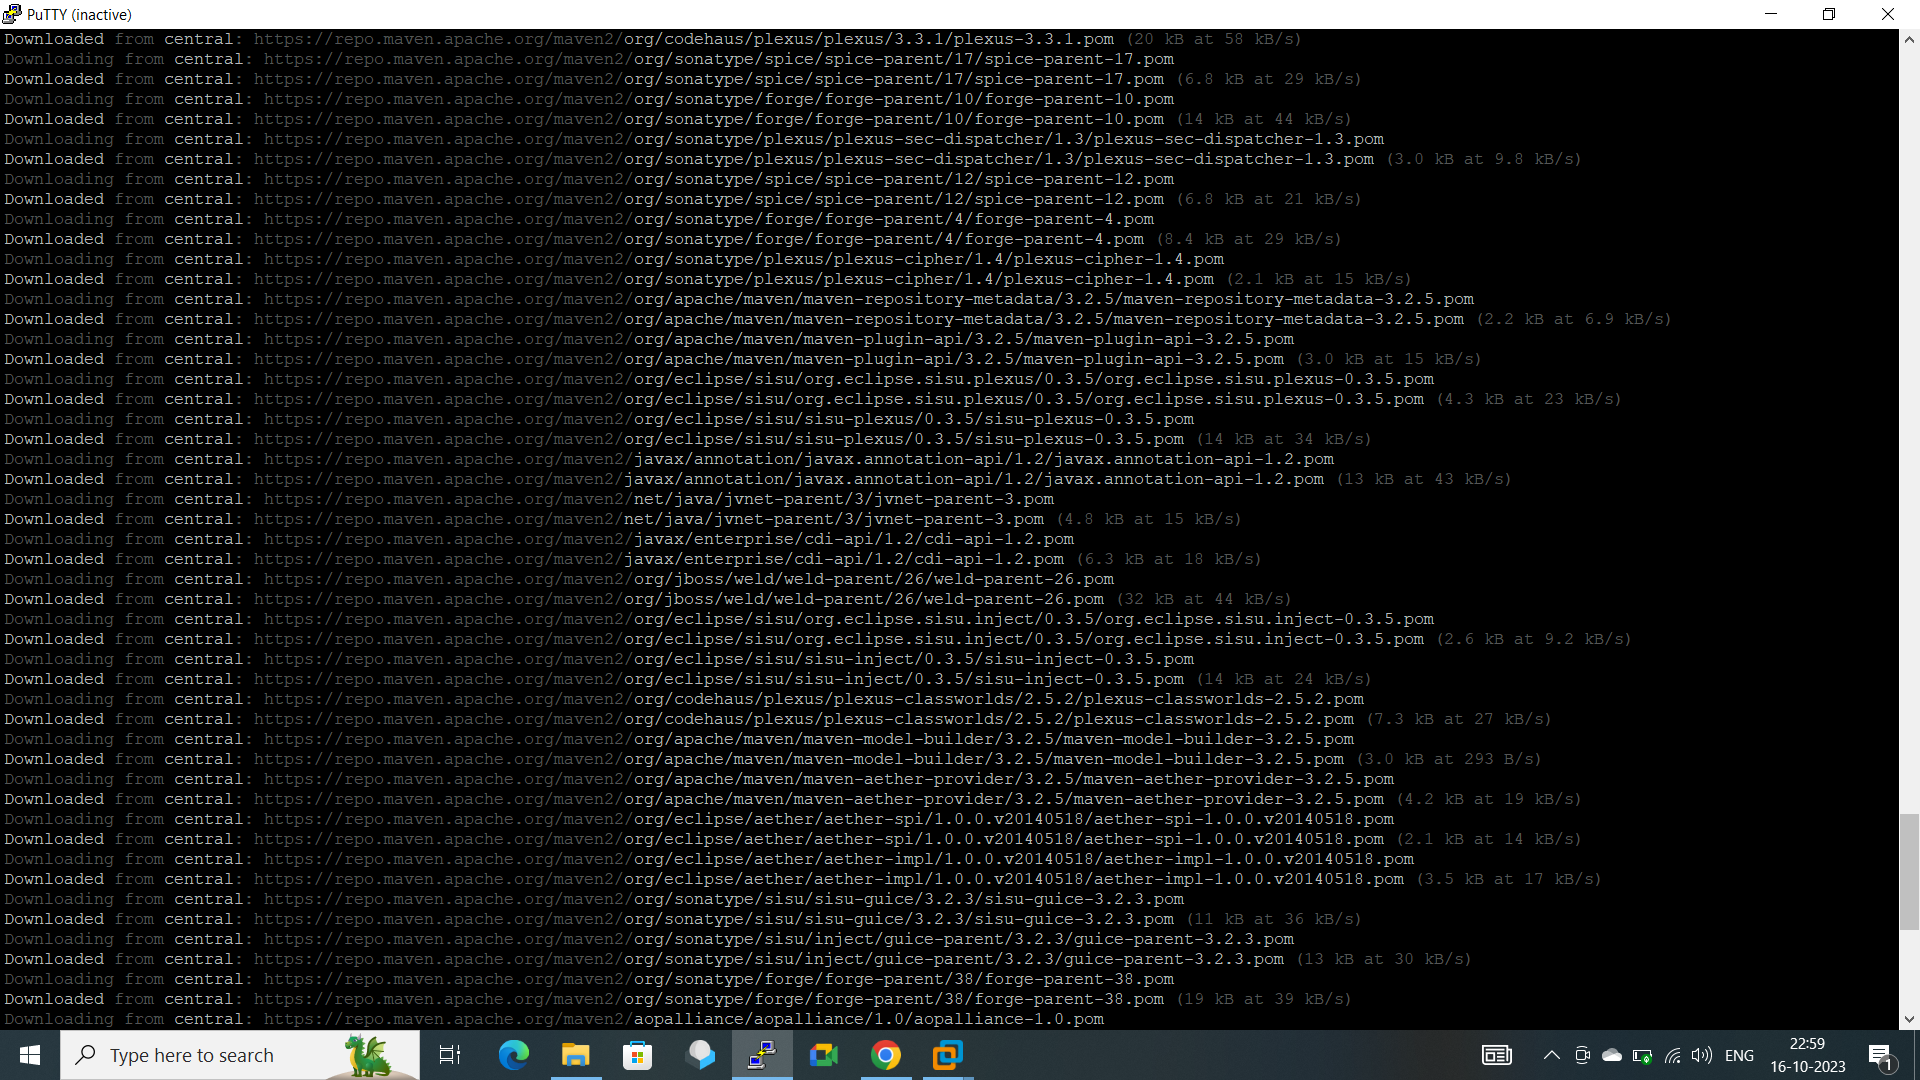 PuTTY (inactive)
Downloaded from central: https://repo.maven.apache.org/maven2/org/codehaus/plexus/plexus/3.3.1/plexus-3.3.1.pom (20 kB at 58 kB/s)
Downloading from central: https://repo.maven.apache.org/maven2/org/sonatype/spice/spice-parent/17/spice-parent-17.pom
Downloaded from central: https://repo.maven.apache.org/maven2/org/sonatype/spice/spice-parent/17/spice-parent-17.pom (6.8 kB at 29 kB/s)
Downloading from central: https://repo.maven.apache.org/maven2/org/sonatype/forge/forge-parent/10/forge-parent-10.pom
Downloaded from central: https://repo.maven.apache.org/maven2/org/sonatype/forge/forge-parent/10/forge-parent-10.pom (14 kB at 44 kB/s)
Downloading from central: https://repo.maven.apache.org/maven2/org/sonatype/plexus/plexus-sec-dispatcher/1.3/plexus-sec-dispatcher-1.3.pom
Downloaded from central: https://repo.maven.apache.org/maven2/org/sonatype/plexus/plexus-sec-dispatcher/1.3/plexus-sec-dispatcher-1.3.pom (3.0 kB at 9.8 kB/s)
Downloading from central: https://repo.maven.apache.org/maven2/org/sonatype/spice/spice-parent/12/spice-parent-12.pom
Downloaded from central: https://repo.maven.apache.org/maven2/org/sonatype/spice/spice-parent/12/spice-parent-12.pom (6.8 kB at 21 kB/s)
Downloading from central: https://repo.maven.apache.org/maven2/org/sonatype/forge/forge-parent/4/forge-parent-4.pom
Downloaded from central: https://repo.maven.apache.org/maven2/org/sonatype/forge/forge-parent/4/forge-parent-4.pom (8.4 kB at 29 kB/s)
Downloading from central: https://repo.maven.apache.org/maven2/org/sonatype/plexus/plexus-cipher/1.4/plexus-cipher-1.4.pom
Downloaded from central: https://repo.maven.apache.org/maven2/org/sonatype/plexus/plexus-cipher/1.4/plexus-cipher-1.4.pom (2.1 kB at 15 kB/s)
Downloading from central: https://repo.maven.apache.org/maven2/org/apache/maven/maven-repository-metadata/3.2.5/maven-repository-metadata-3.2.5.pom
Downloaded from central: https://repo.maven.apache.org/maven2/org/apache/maven/maven-repository-metadata/3.2.5/maven-repository-metadata-3.2.5.pom (2.2 kB at 6.9 kB/s)
Downloading from central: https://repo.maven.apache.org/maven2/org/apache/maven/maven-plugin-api/3.2.5/maven-plugin-api-3.2.5.pom
Downloaded from central: https://repo.maven.apache.org/maven2/org/apache/maven/maven-plugin-api/3.2.5/maven-plugin-api-3.2.5.pom (3.0 kB at 15 kB/s)
Downloading from central: https://repo.maven.apache.org/maven2/org/eclipse/sisu/org.eclipse.sisu.plexus/0.3.5/org.eclipse.sisu.plexus-0.3.5.pom
Downloaded from central: https://repo.maven.apache.org/maven2/org/eclipse/sisu/org.eclipse.sisu.plexus/0.3.5/org.eclipse.sisu.plexus-0.3.5.pom (4.3 kB at 23 kB/s)
Downloading from central: https://repo.maven.apache.org/maven2/org/eclipse/sisu/sisu-plexus/0.3.5/sisu-plexus-0.3.5.pom
Downloaded from central: https://repo.maven.apache.org/maven2/org/eclipse/sisu/sisu-plexus/0.3.5/sisu-plexus-0.3.5.pom (14 kB at 34 kB/s)
Downloading from central: https://repo.maven.apache.org/maven2/javax/annotation/javax.annotation-api/1.2/javax.annotation-api-1.2.pom
Downloaded from central: https://repo.maven.apache.org/maven2/javax/annotation/javax.annotation-api/1.2/javax.annotation-api-1.2.pom (13 kB at 43 kB/s)
Downloading from central: https://repo.maven.apache.org/maven2/net/java/jvnet-parent/3/jvnet-parent-3.pom
Downloaded from central: https://repo.maven.apache.org/maven2/net/java/jvnet-parent/3/jvnet-parent-3.pom (4.8 kB at 15 kB/s)
Downloading from central: https://repo.maven.apache.org/maven2/javax/enterprise/cdi-api/1.2/cdi-api-1.2.pom
Downloaded from central: https://repo.maven.apache.org/maven2/javax/enterprise/cdi-api/1.2/cdi-api-1.2.pom (6.3 kB at 18 kB/s)
Downloading from central: https://repo.maven.apache.org/maven2/org/jboss/weld/weld-parent/26/weld-parent-26.pom
Downloaded from central: https://repo.maven.apache.org/maven2/org/jboss/weld/weld-parent/26/weld-parent-26.pom (32 kB at 44 kB/s)
Downloading from central: https://repo.maven.apache.org/maven2/org/eclipse/sisu/org.eclipse.sisu.inject/0.3.5/org.eclipse.sisu.inject-0.3.5.pom
Downloaded from central: https://repo.maven.apache.org/maven2/org/eclipse/sisu/org.eclipse.sisu.inject/0.3.5/org.eclipse.sisu.inject-0.3.5.pom (2.6 kB at 9.2 kB/s)
Downloading from central: https://repo.maven.apache.org/maven2/org/eclipse/sisu/sisu-inject/0.3.5/sisu-inject-0.3.5.pom
Downloaded from central: https://repo.maven.apache.org/maven2/org/eclipse/sisu/sisu-inject/0.3.5/sisu-inject-0.3.5.pom (14 kB at 24 kB/s)
Downloading from central: https://repo.maven.apache.org/maven2/org/codehaus/plexus/plexus-classworlds/2.5.2/plexus-classworlds-2.5.2.pom
Downloaded from central: https://repo.maven.apache.org/maven2/org/codehaus/plexus/plexus-classworlds/2.5.2/plexus-classworlds-2.5.2.pom (7.3 kB at 27 kB/s)
Downloading from central: https://repo.maven.apache.org/maven2/org/apache/maven/maven-model-builder/3.2.5/maven-model-builder-3.2.5.pom
Downloaded from central: https://repo.maven.apache.org/maven2/org/apache/maven/maven-model-builder/3.2.5/maven-model-builder-3.2.5.pom (3.0 kB at 293 B/s)
Downloading from central: https://repo.maven.apache.org/maven2/org/apache/maven/maven-aether-provider/3.2.5/maven-aether-provider-3.2.5.pom
Downloaded from central: https://repo.maven.apache.org/maven2/org/apache/maven/maven-aether-provider/3.2.5/maven-aether-provider-3.2.5.pom (4.2 kB at 19 kB/s)
Downloading from central: https://repo.maven.apache.org/maven2/org/eclipse/aether/aether-spi/1.0.0.v20140518/aether-spi-1.0.0.v20140518.pom
Downloaded from central: https://repo.maven.apache.org/maven2/org/eclipse/aether/aether-spi/1.0.0.v20140518/aether-spi-1.0.0.v20140518.pom (2.1 kB at 14 kB/s)
Downloading from central: https://repo.maven.apache.org/maven2/org/eclipse/aether/aether-impl/1.0.0.v20140518/aether-impl-1.0.0.v20140518.pom
Downloaded from central: https://repo.maven.apache.org/maven2/org/eclipse/aether/aether-impl/1.0.0.v20140518/aether-impl-1.0.0.v20140518.pom (3.5 kB at 17 kB/s)
Downloading from central: https://repo.maven.apache.org/maven2/org/sonatype/sisu/sisu-guice/3.2.3/sisu-guice-3.2.3.pom
Downloaded from central: https://repo.maven.apache.org/maven2/org/sonatype/sisu/sisu-guice/3.2.3/sisu-guice-3.2.3.pom (11 kB at 36 kB/s)
Downloading from central: https://repo.maven.apache.org/maven2/org/sonatype/sisu/inject/guice-parent/3.2.3/guice-parent-3.2.3.pom
Downloaded from central: https://repo.maven.apache.org/maven2/org/sonatype/sisu/inject/guice-parent/3.2.3/guice-parent-3.2.3.pom (13 kB at 30 kB/s)
Downloading from central: https://repo.maven.apache.org/maven2/org/sonatype/forge/forge-parent/38/forge-parent-38.pom
Downloaded from central: https://repo.maven.apache.org/maven2/org/sonatype/forge/forge-parent/38/forge-parent-38.pom (19 kB at 39 kB/s)
Downloading from central: https://repo.maven.apache.org/maven2/aopalliance/aopalliance/1.0/aopalliance-1.0.pom
Type here to search
ENG
22:59
16-10-2023
1